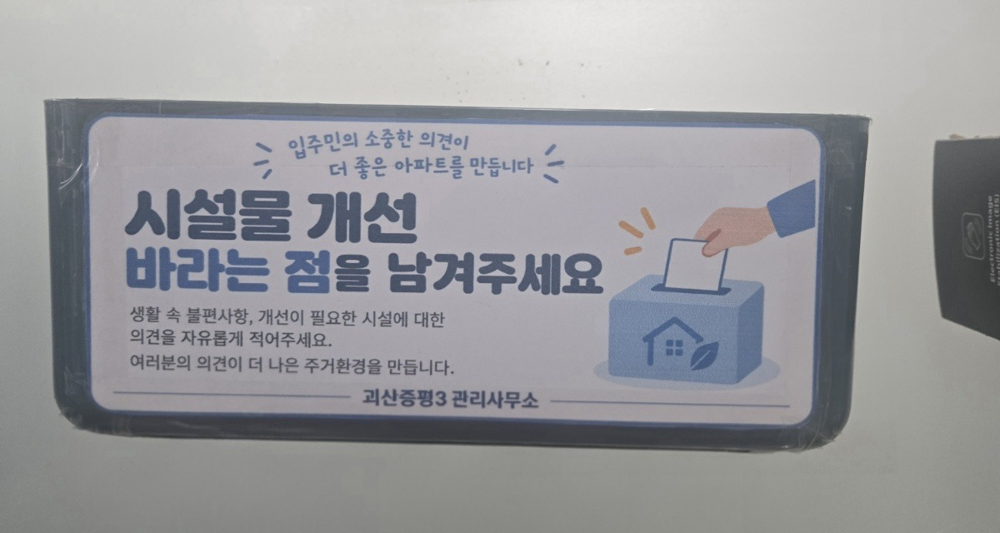 입주민의 소중한 의견이
더 좋은 아파트를 만듭니다
시설물 개선
바라는 점을 남겨주세요
생활 속 불편사항, 개선이 필요한 시설에 대한
의견을 자유롭게 적어주세요.
여러분의 의견이 더 나은 주거환경을 만듭니다.
괴산증평3 관리사무소
Electronic Image